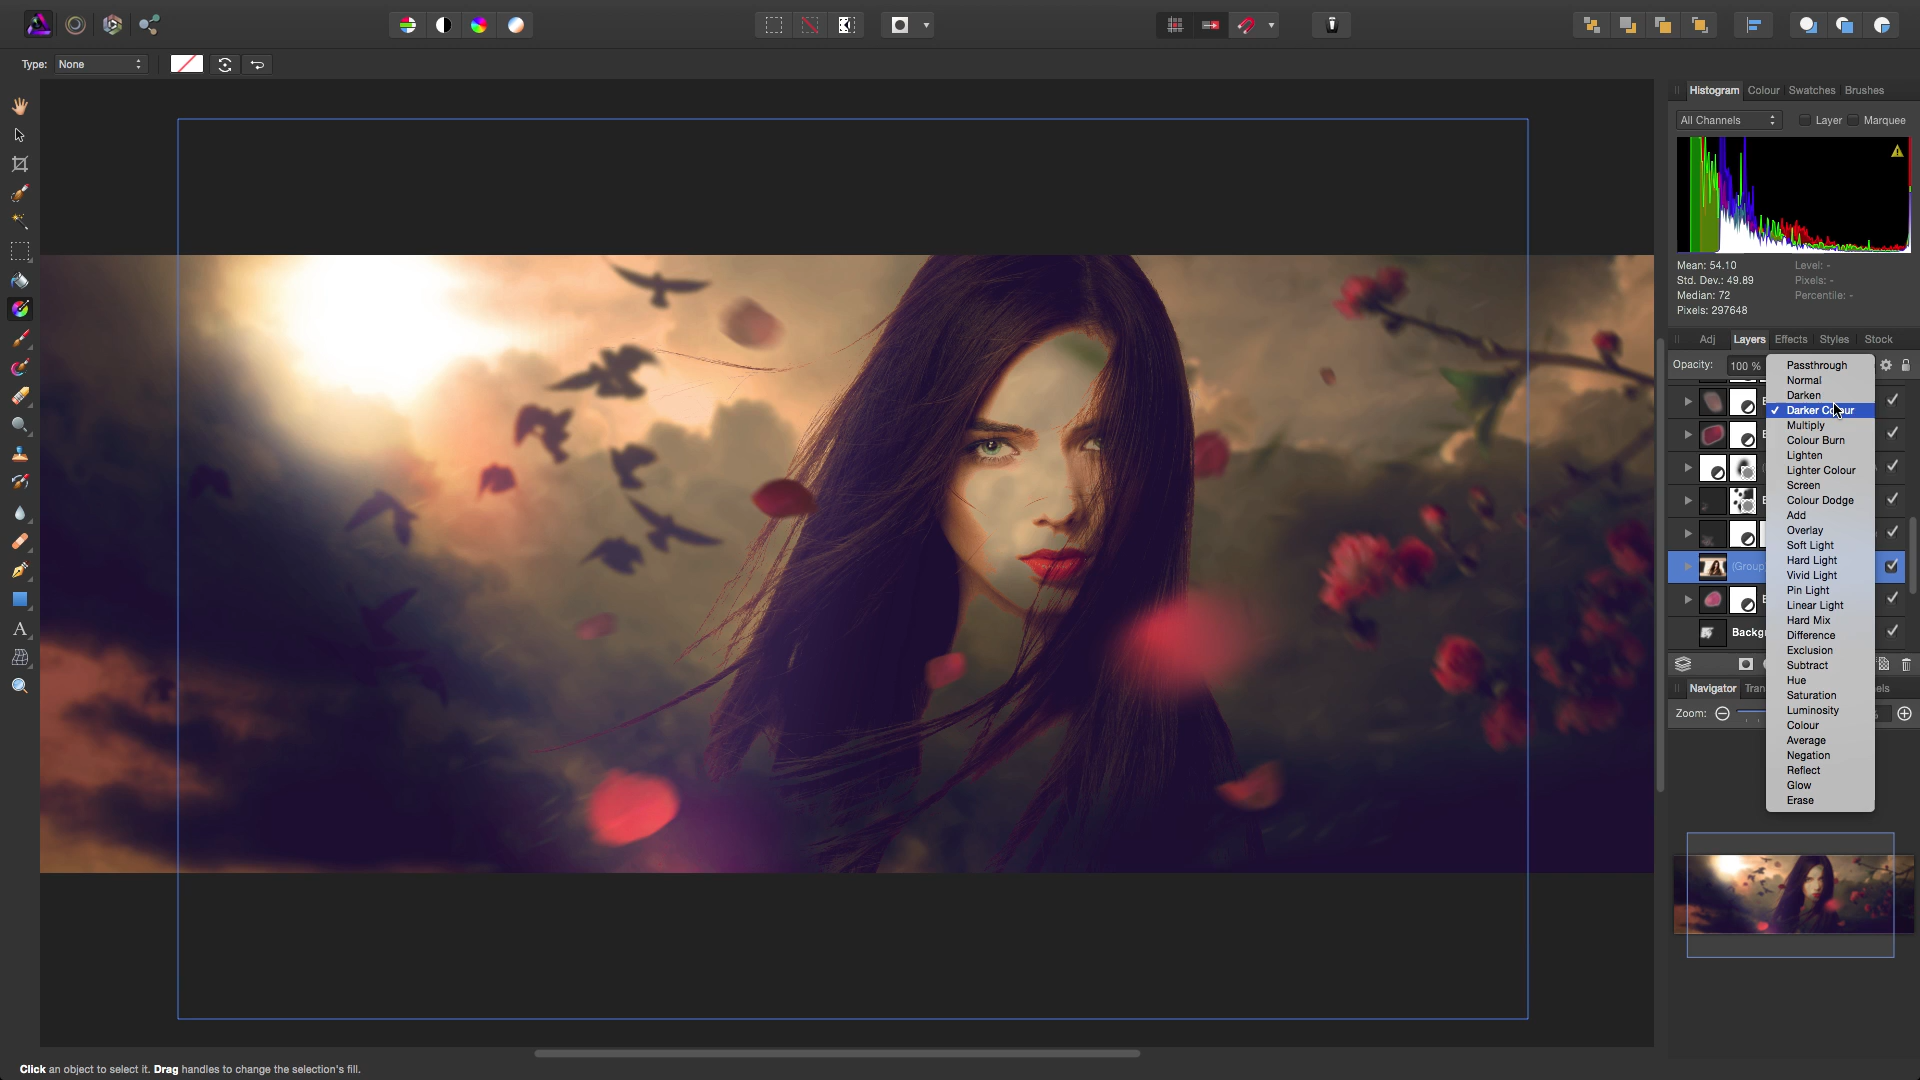 Type: None
Histogram Colour Swatches Brushes
All Channels Layer Marquee
Mean: 54.10 Level: -
Std. Dev.: 49.89 Pixels: -
Median: 72 Percentile: -
Pixels: 297648
Adj Layers Effects Styles Stock
Opacity: 100 %
Passthrough
Normal
Darken
✓ Darker Colour
Multiply
Colour Burn
Lighten
Lighter Colour
Screen
Colour Dodge
Add
Overlay
Soft Light
Hard Light
Vivid Light
(Group
Pin Light
Linear Light
Hard Mix
Backg
Difference
Exclusion
Subtract
Hue
Navigator Tran
Saturation
Luminosity
Zoom:
Colour
Average
Negation
Reflect
Glow
Erase
A
Click an object to select it. Drag handles to change the selection's fill.